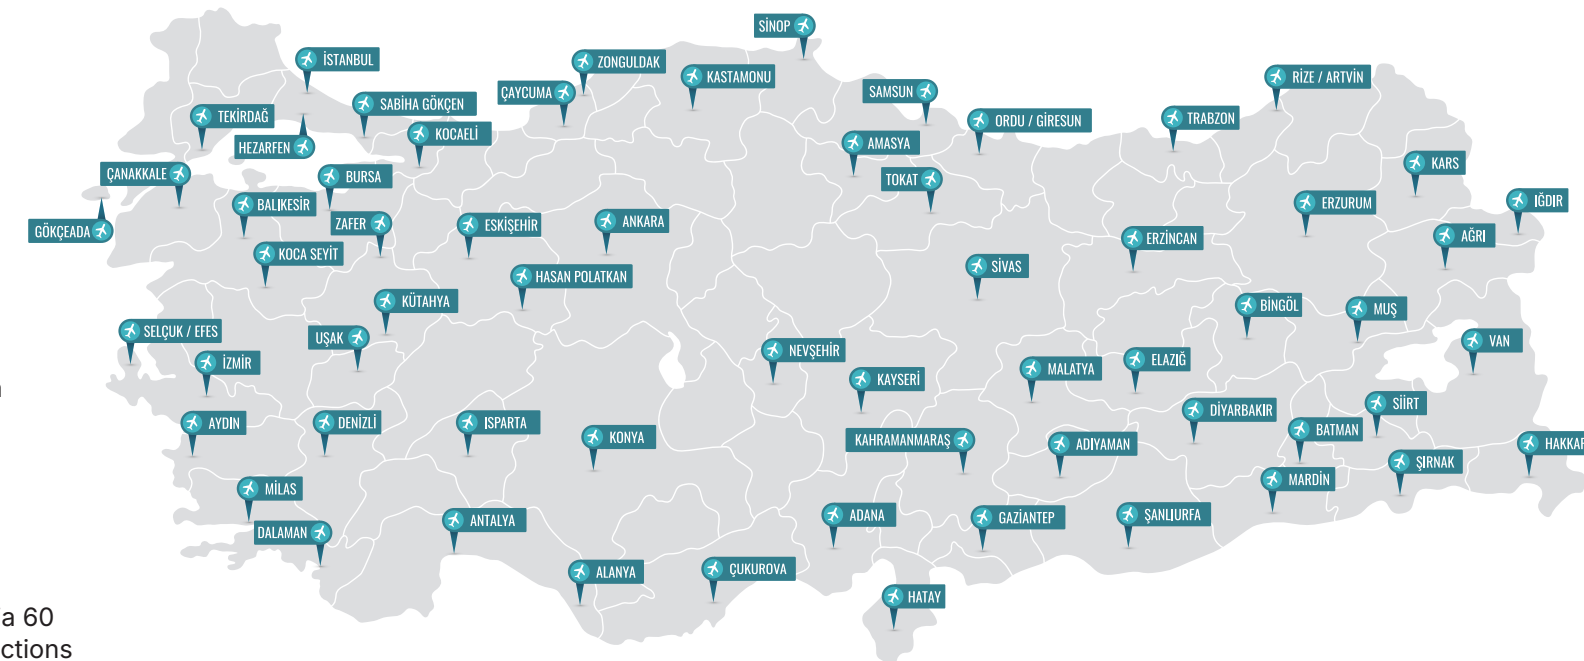 SİNOP
İSTANBUL
ZONGULDAK
KASTAMONU
RİZE / ARTVİN
ÇAYCUMA
SAMSUN
SABİHA GÖKÇEN
TEKİRDAĞ
KOCAELİ
ORDU / GİRESUN
TRABZON
HEZARFEN
AMASYA
KARS
ÇANAKKALE
BURSA
TOKAT
BALIKESİR
ERZURUM
IĞDIR
GÖKÇEADA
ZAFER
ESKİŞEHİR
ANKARA
ERZİNCAN
AĞRI
KOCA SEYİT
HASAN POLATKAN
SİVAS
KÜTAHYA
BİNGÖL
MUŞ
SELÇUK / EFES
UŞAK
NEVŞEHİR
VAN
İZMİR
KAYSERİ
MALATYA
ELAZIĞ
AYDIN
DENİZLİ
ISPARTA
KONYA
KAHRAMANMARAŞ
ADIYAMAN
DİYARBAKIR
SİİRT
BATMAN
HAKKAR
ŞIRNAK
MİLAS
MARDİN
DALAMAN
ANTALYA
ADANA
GAZİANTEP
ŞANLIURFA
ALANYA
ÇUKUROVA
HATAY
a 60
ctions